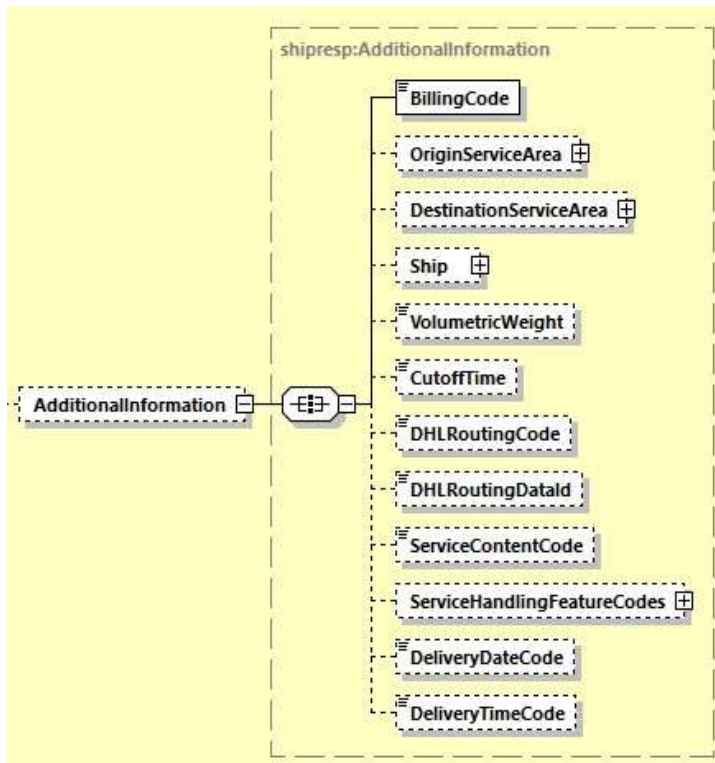 shipresp:AdditionalInformation
BillingCode
OriginServiceArea
DestinationServiceArea
Ship
VolumetricWeight
CutoffTime
AdditionalInformation
DHLRoutingCode
DHLRoutingDataId
ServiceContentCode
ServiceHandlingFeatureCodes
DeliveryDateCode
DeliveryTimeCode